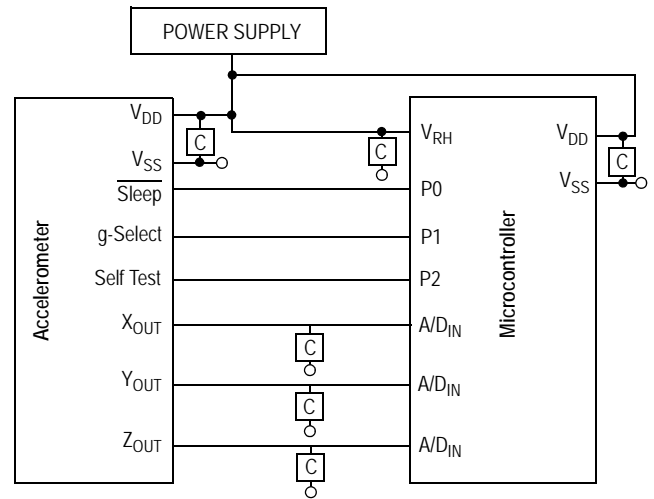 POWER SUPPLY
Accelerometer
V_DD
C
V_SS
Sleep
g-Select
Self Test
X_OUT
Y_OUT
Z_OUT
C
C
C
C
V_RH
P0
P1
P2
A/D_IN
A/D_IN
A/D_IN
Microcontroller
V_DD
C
V_SS